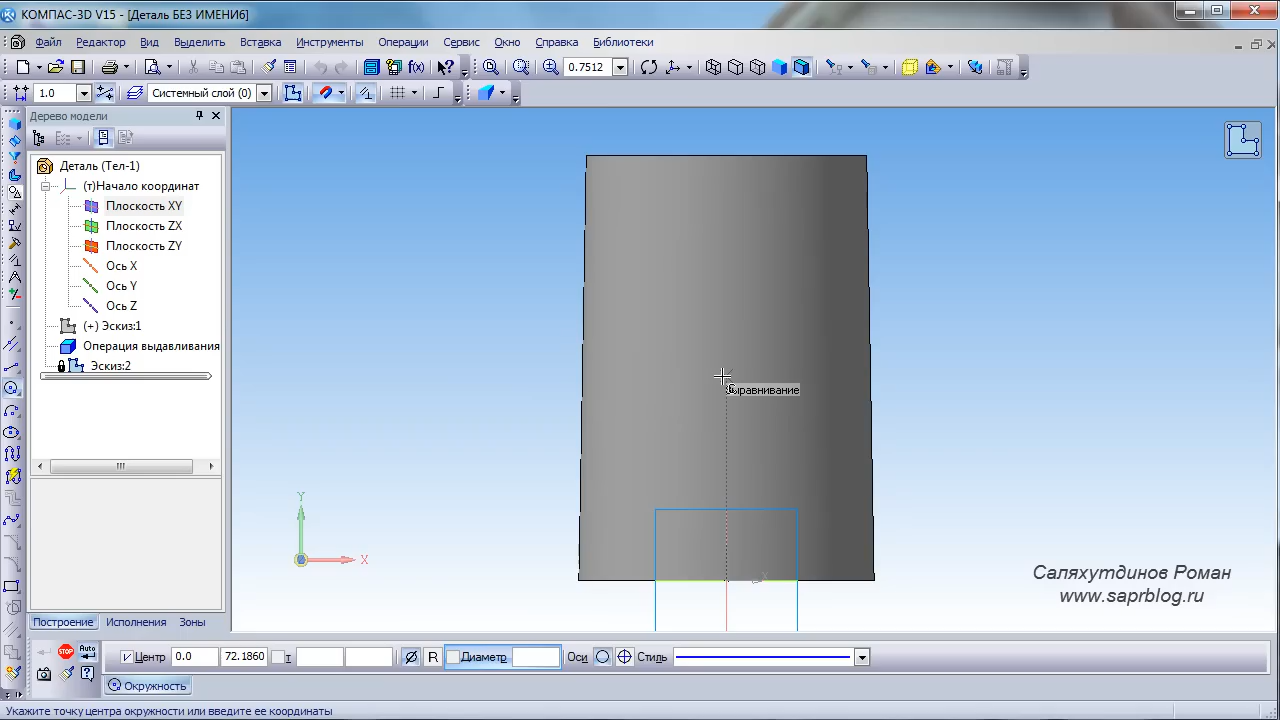 КОМПАС-3D V15 - [Деталь БЕЗ ИМЕНИ6]
Файл Редактор Вид Выделить Вставка Инструменты Операции Сервис Окно Справка Библиотеки
0.7512
f(x)
1.0 Системный слой (0)
Дерево модели
Деталь (Тел-1)
(т)Начало координат
Плоскость XY
Плоскость ZX
Плоскость ZY
Ось X
Ось Y
Ось Z
(+) Эскиз:1
Операция выдавливания
Эскиз:2
Выравнивание
Y
X
X
Саляхутдинов Роман
www.saprblog.ru
Построение Исполнения Зоны
STOP Auto Центр 0.0 72.1860 т R Диаметр Оси Стиль
Окружность
Укажите точку центра окружности или введите ее координаты